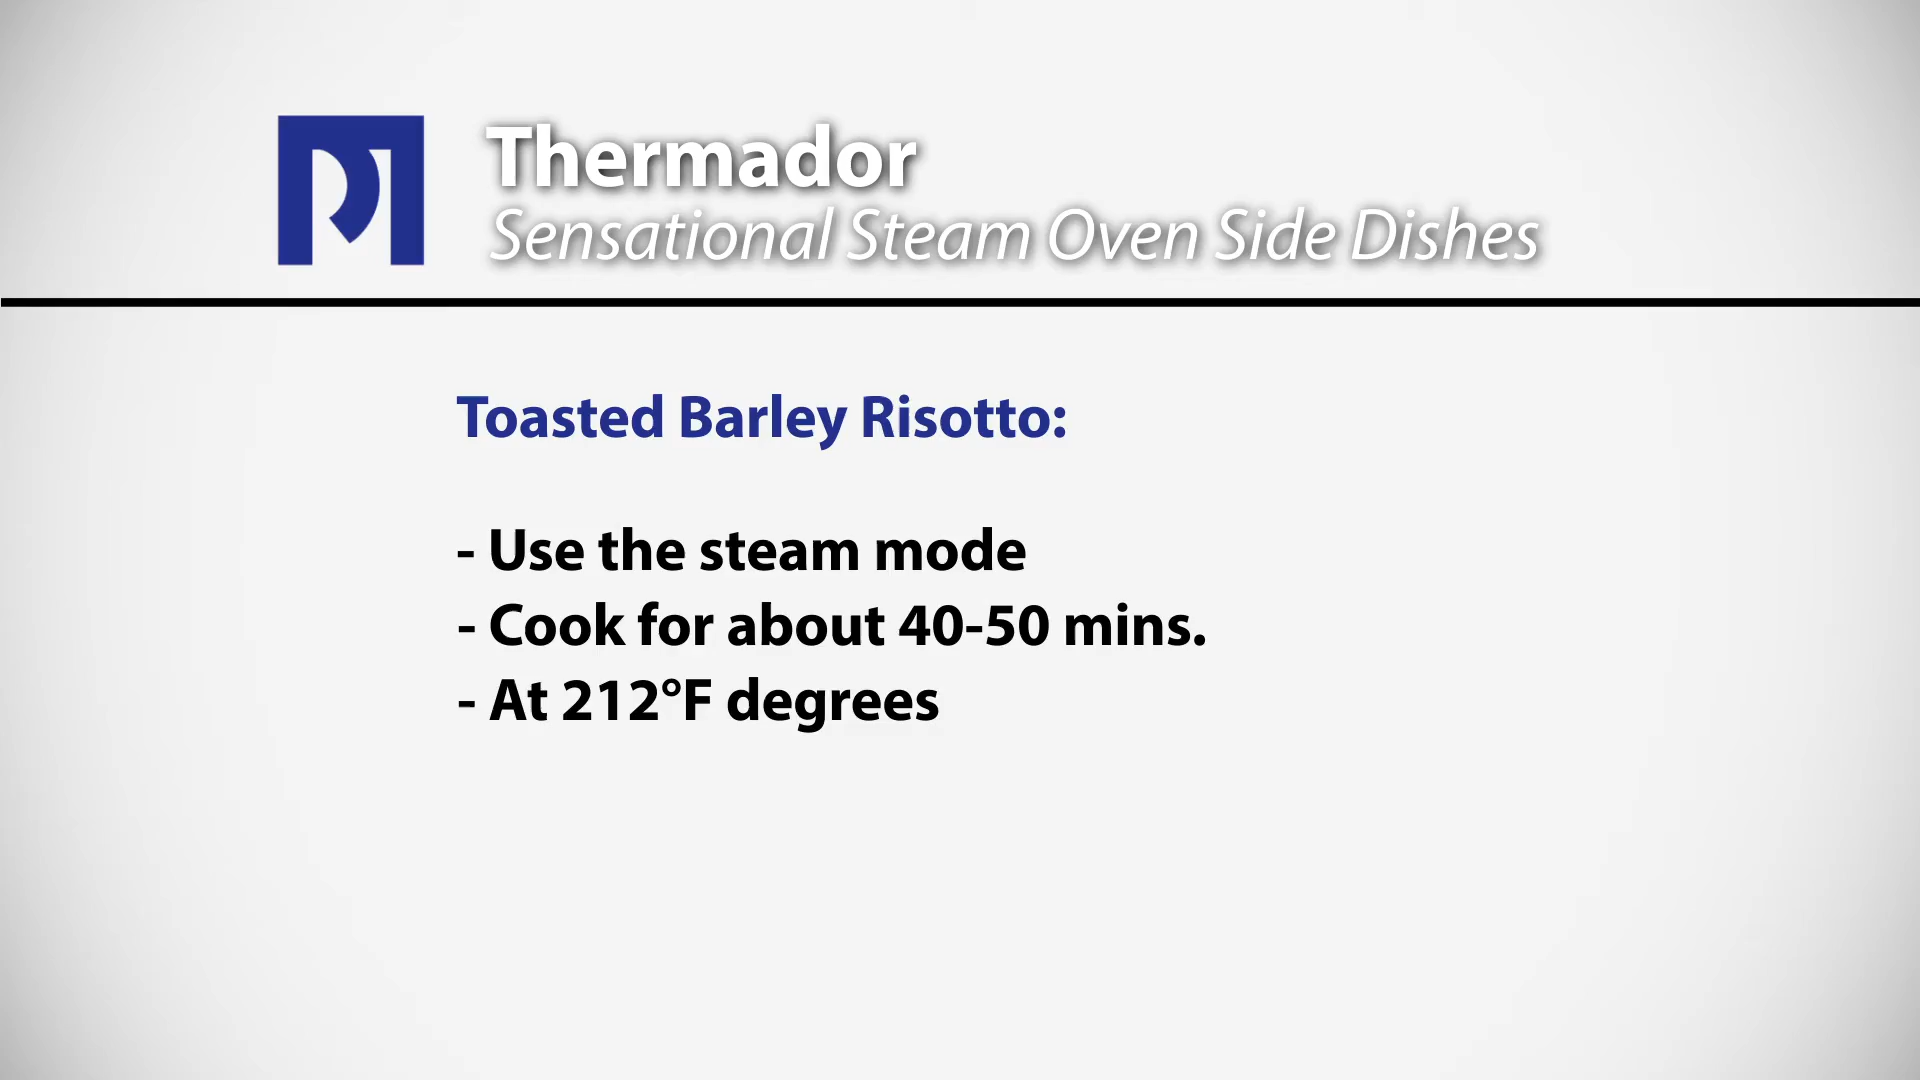 Thermador
Sensational Steam Oven Side Dishes
Toasted Barley Risotto:
- Use the steam mode
- Cook for about 40-50 mins.
- At 212°F degrees